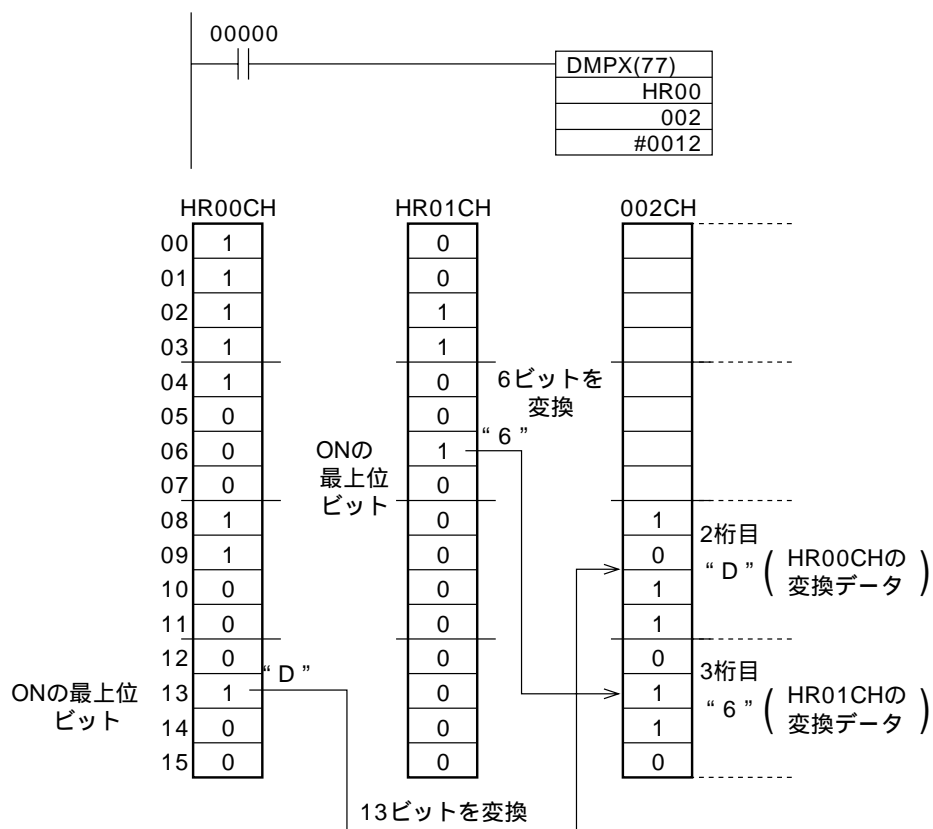 00000
DMPX(77)
HR00
002
#0012
HR00CH HR01CH 002CH
00 1 0
01 1 0
02 1 1
03 1 1
04 1 0 6ビットを
変換
05 0 0
“6”
06 0 1 ONの
最上位
ビット
07 0 0
08 1 0 1 2桁目
09 1 0 0 “D”(HR00CHの
変換データ)
10 0 0 1
11 0 0 1
12 0 0 0 3桁目
“D”
ONの最上位
ビット
13 1 0 1 “6”(HR01CHの
変換データ)
14 0 0 1
15 0 0 0
13ビットを変換